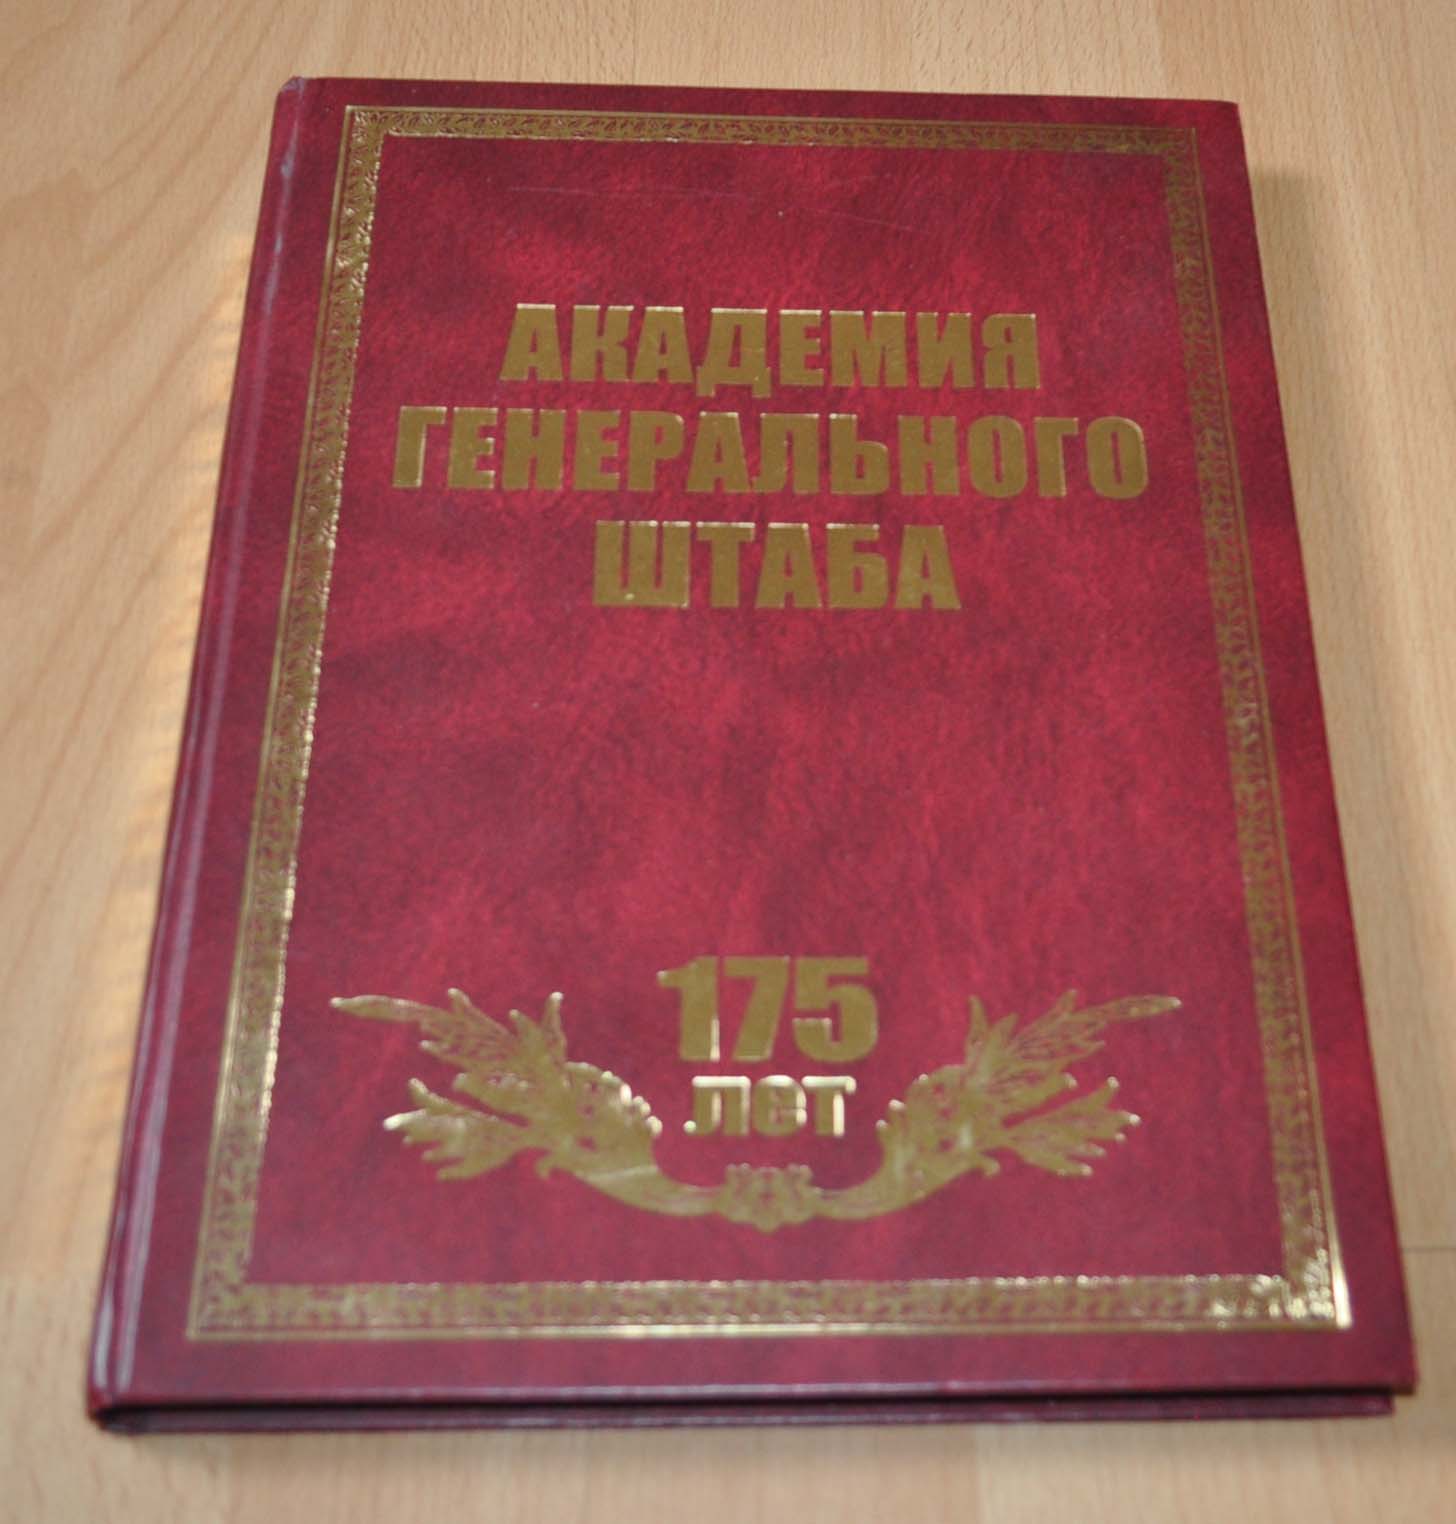 АКАДЕМИЯ
ГЕНЕРАЛЬНОГО
ШТАБА
175
лет